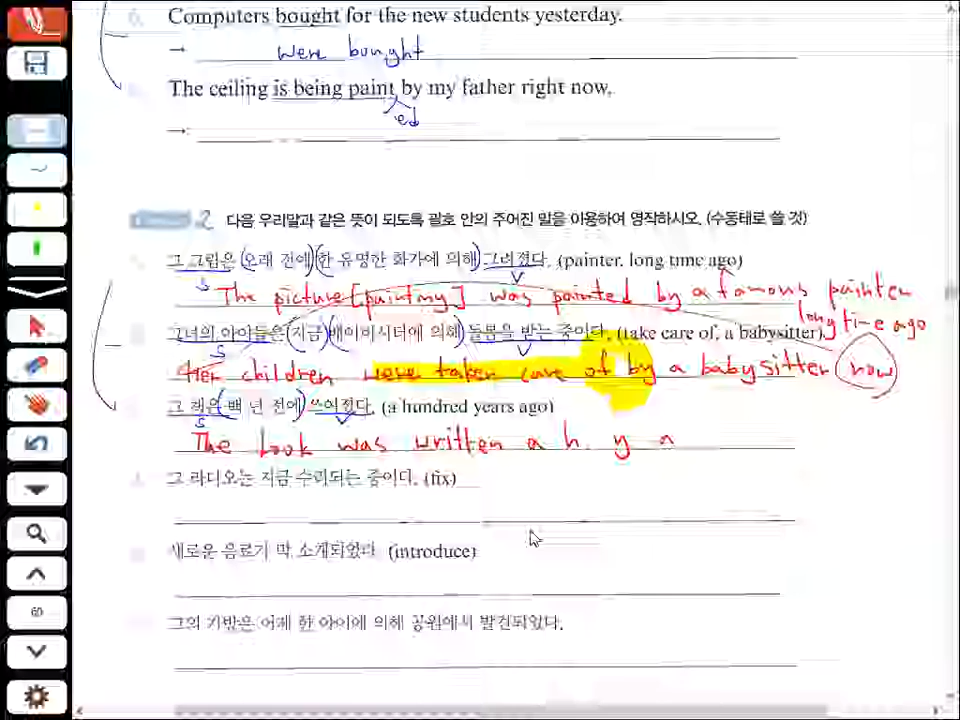 Computers bought for the new students yesterday.
→ were bought
The ceiling is being paint by my father right now.
ed
→
2 다음 우리말과 같은 뜻이 되도록 괄호 안의 주어진 말을 이용하여 영작하시오. (수동태로 쓸 것)
그 그림은 (오래 전에)(한 유명한 화가에 의해) 그려졌다. (painter, long time ago)
S V
The picture [painting] was painted by a famous painter
long time ago
그녀의 아이들은 (지금) (베이비시터에 의해) 돌봄을 받는 중이다. (take care of, a babysitter)
S V
Her children were taken care of by a babysitter now
그 책은 (백 년 전에) 쓰여졌다. (a hundred years ago)
S V
The book was written a h. y a
그 라디오는 지금 수리되는 중이다. (fix)
새로운 음료가 막 소개되었다. (introduce)
그의 가방은 어제 한 아이에 의해 공원에서 발견되었다.
60